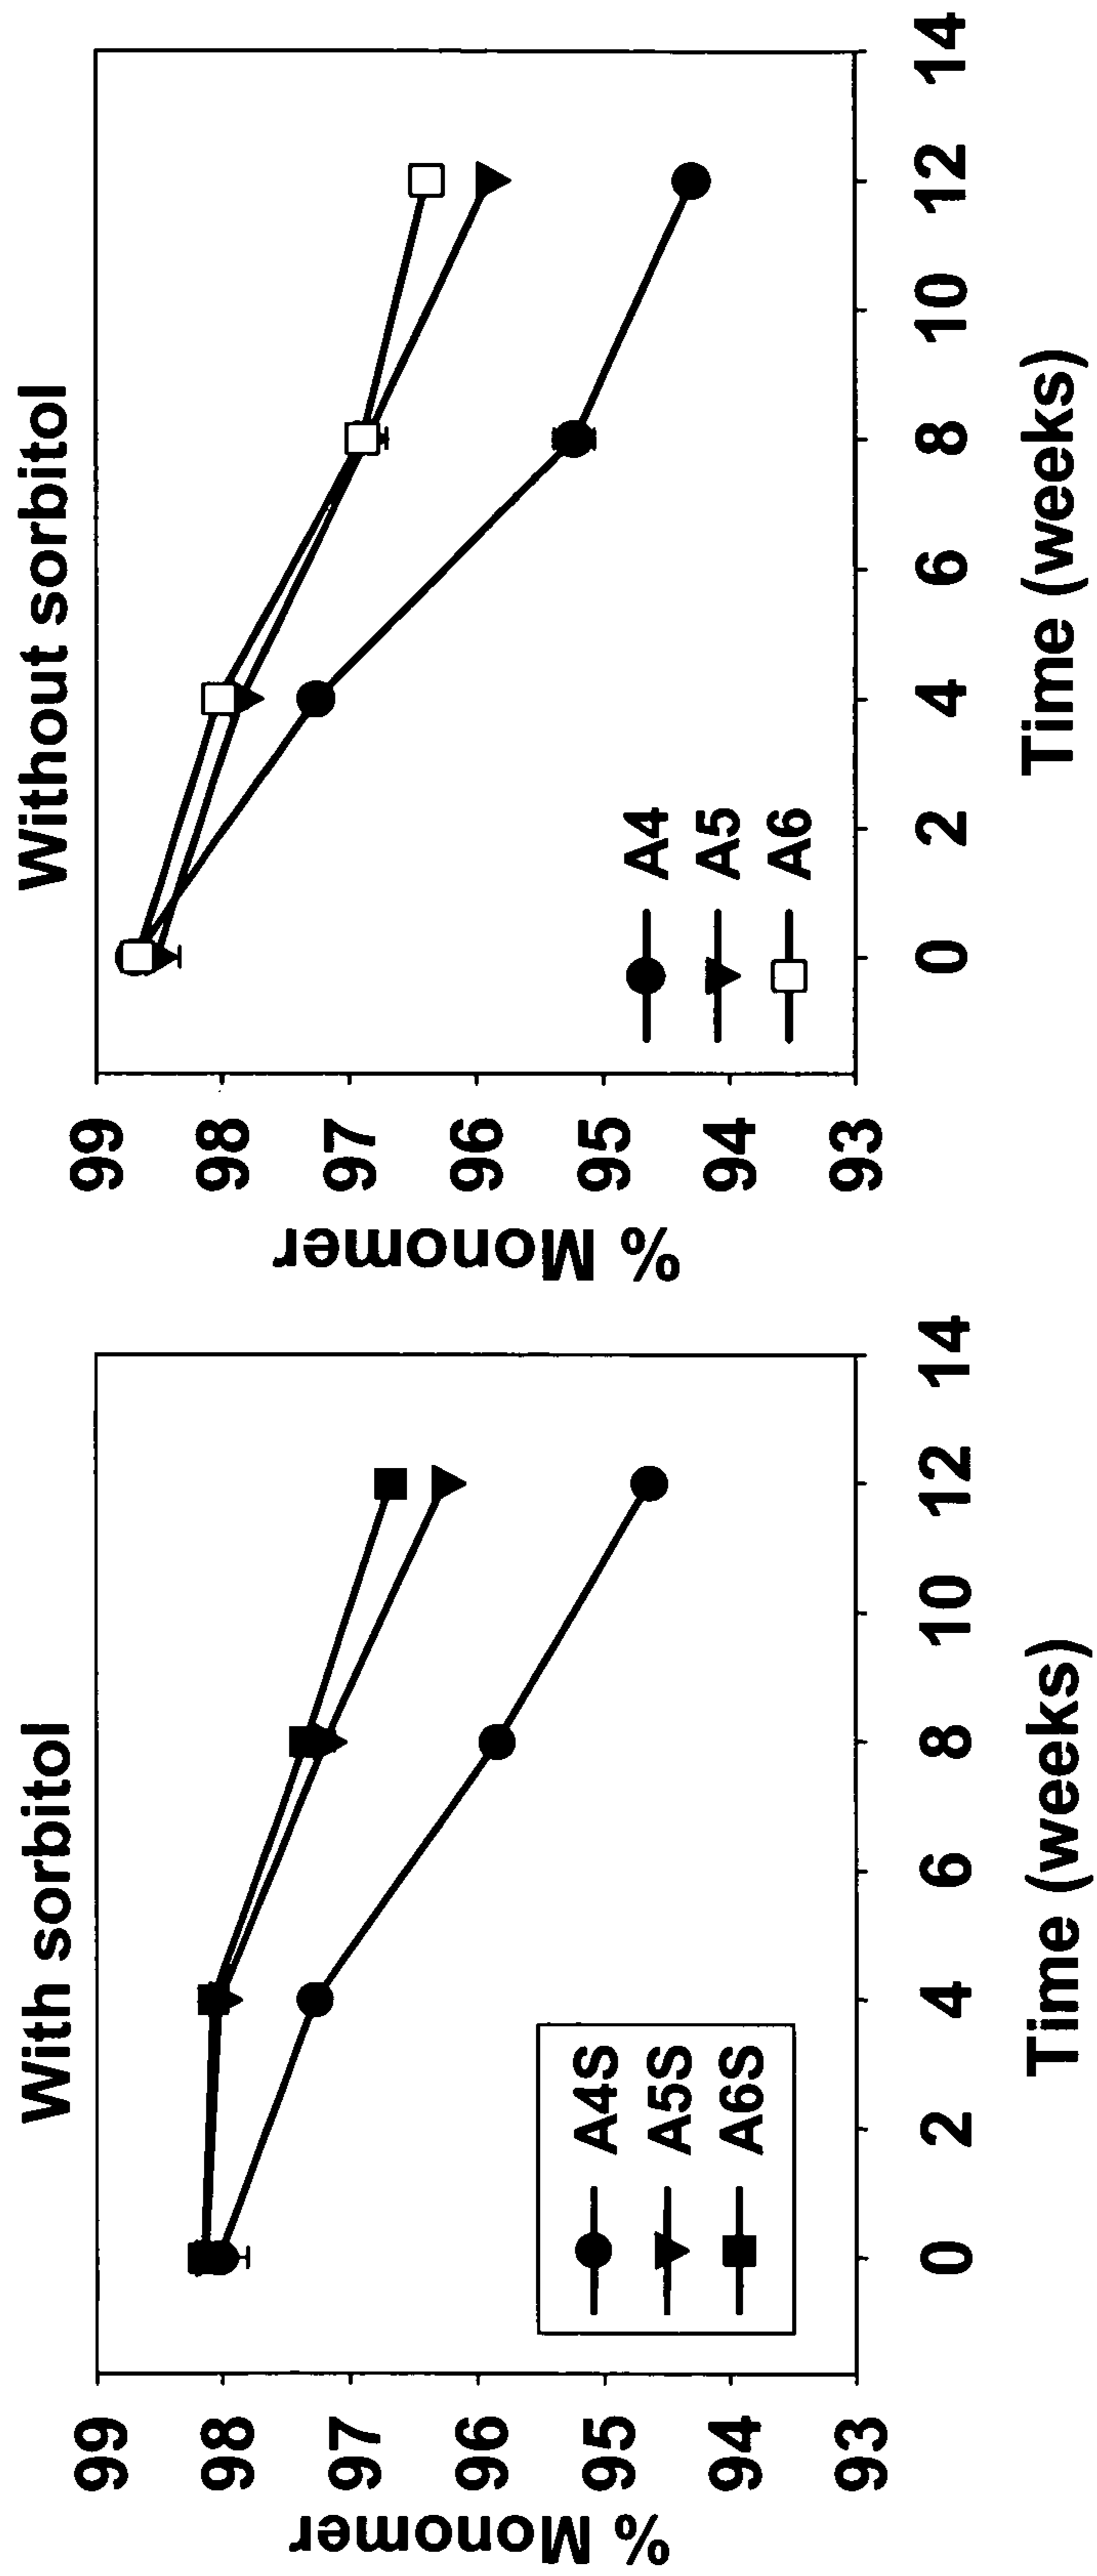 With sorbitol
% Monomer
99
98
97
96
95
94
93
A4S
A5S
A6S
0 2 4 6 8 10 12 14
Time (weeks)
Without sorbitol
% Monomer
99
98
97
96
95
94
93
A4
A5
A6
0 2 4 6 8 10 12 14
Time (weeks)